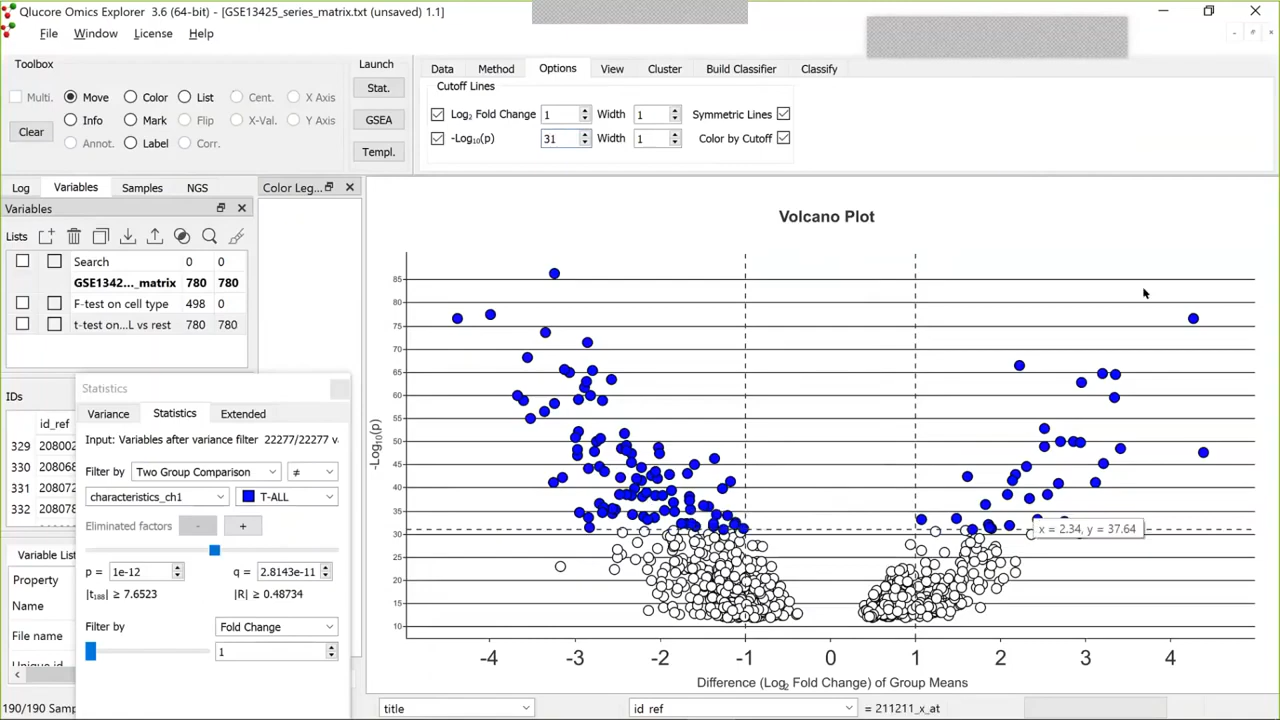 Qlucore Omics Explorer 3.6 (64-bit) - [GSE13425_series_matrix.txt (unsaved) 1.1]
File Window License Help
Toolbox
Launch
Multi. Move Color List Cent. X Axis
Info Mark Flip X-Val. Y Axis
Clear
Annot. Label Corr.
Stat.
GSEA
Templ.
Data Method Options View Cluster Build Classifier Classify
Cutoff Lines
Log₂ Fold Change 1 Width 1 Symmetric Lines
-Log₁₀(p) 31 Width 1 Color by Cutoff
Log Variables Samples NGS
Variables
Lists
Search 0 0
GSE1342..._matrix 780 780
F-test on cell type 498 0
t-test on...L vs rest 780 780
Color Leg...
IDs
id_ref
329 208002
330 208068
331 208072
332 208078
Variable List
Property
Name
File name
Unique id
<
190/190 Samp
Statistics
Variance Statistics Extended
Input: Variables after variance filter 22277/22277 v
Filter by Two Group Comparison ≠
characteristics_ch1 T-ALL
Eliminated factors - +
p = 1e-12 q = 2.8143e-11
|t₁₈₈| ≥ 7.6523 |R| ≥ 0.48734
Filter by Fold Change
1
Volcano Plot
-Log₁₀(p)
85
80
75
70
65
60
55
50
45
40
35
30
25
20
15
10
x = 2.34, y = 37.64
-4 -3 -2 -1 0 1 2 3 4
Difference (Log₂ Fold Change) of Group Means
title id_ref = 211211_x_at